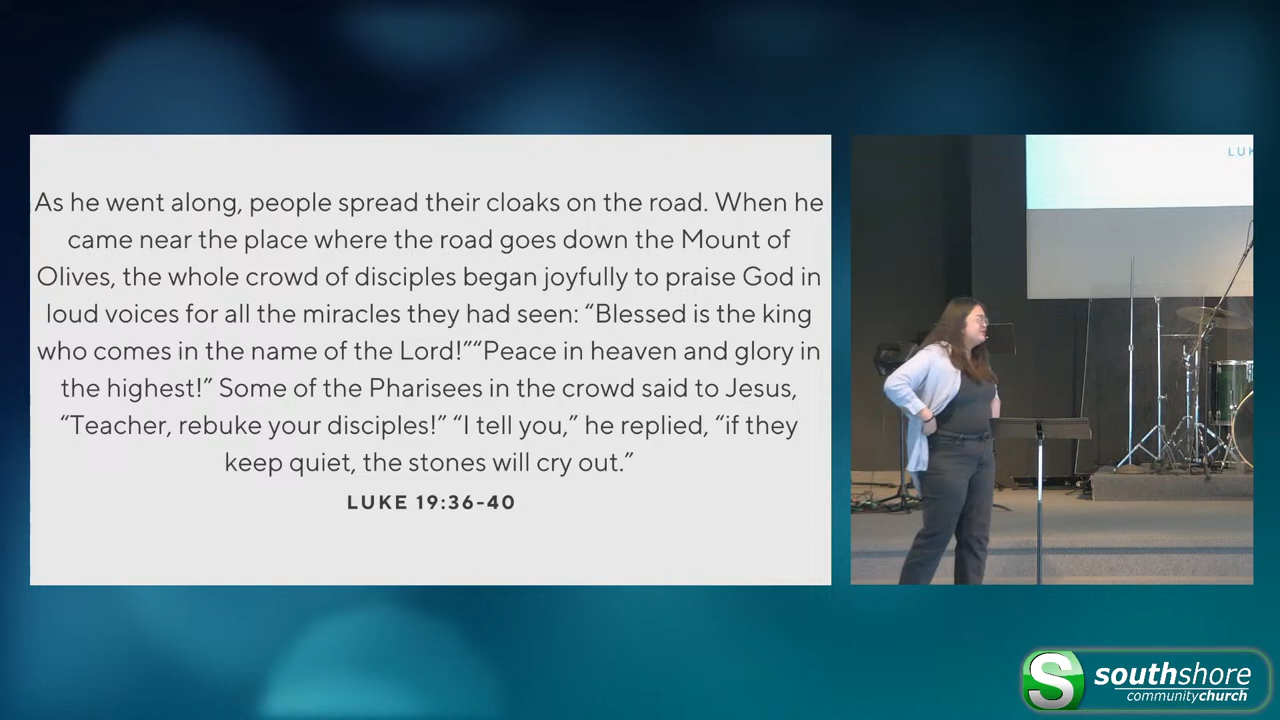 As he went along, people spread their cloaks on the road. When he
came near the place where the road goes down the Mount of
Olives, the whole crowd of disciples began joyfully to praise God in
loud voices for all the miracles they had seen: “Blessed is the king
who comes in the name of the Lord!”“Peace in heaven and glory in
the highest!” Some of the Pharisees in the crowd said to Jesus,
“Teacher, rebuke your disciples!” “I tell you,” he replied, “if they
keep quiet, the stones will cry out.”
LUKE 19:36-40
LUK
S southshore
communitychurch